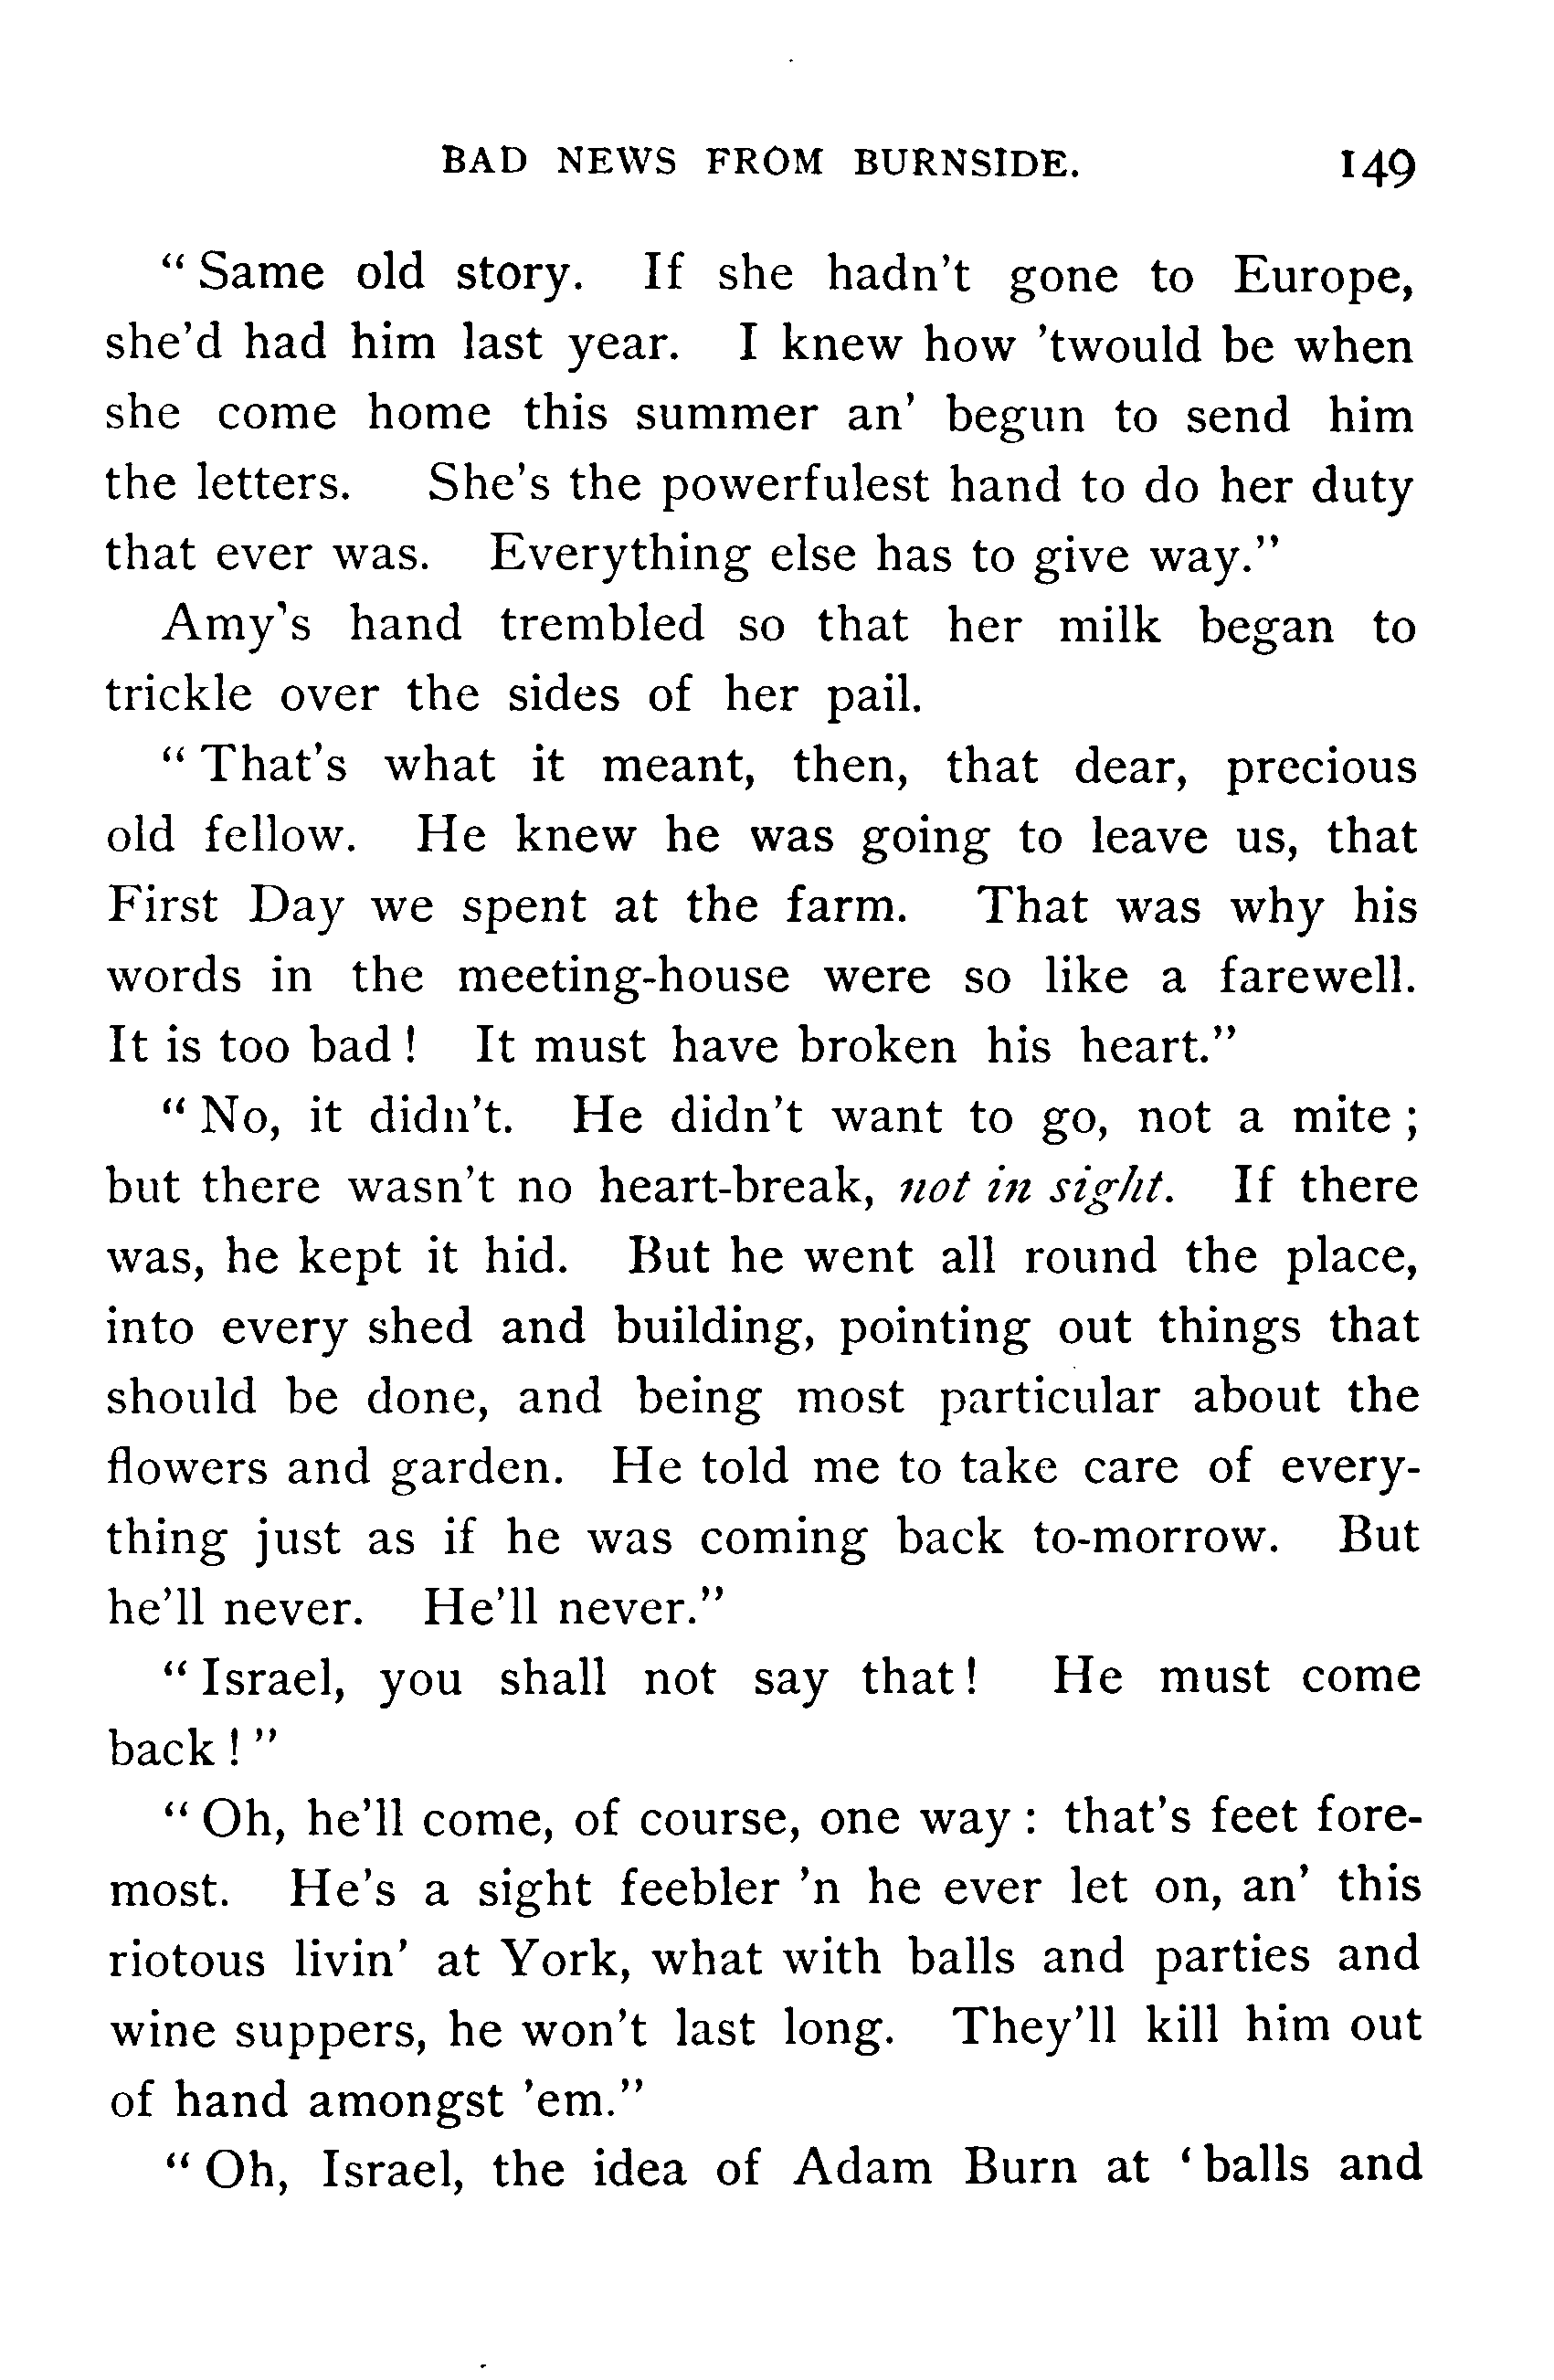 BAD NEWS FROM BURNSIDE. 149
“ Same old story. If she hadn’t gone to Europe,
she’d had him last year. I knew how ’twould be when
she come home this summer an’ begun to send him
the letters. She’s the powerfulest hand to do her duty
that ever was. Everything else has to give way.”
Amy’s hand trembled so that her milk began to
trickle over the sides of her pail.
“ That’s what it meant, then, that dear, precious
old fellow. He knew he was going to leave us, that
First Day we spent at the farm. That was why his
words in the meeting-house were so like a farewell.
It is too bad ! It must have broken his heart.”
“ No, it didn’t. He didn’t want to go, not a mite ;
but there wasn’t no heart-break, not in sight. If there
was, he kept it hid. But he went all round the place,
into every shed and building, pointing out things that
should be done, and being most particular about the
flowers and garden. He told me to take care of every-
thing just as if he was coming back to-morrow. But
he’ll never. He’ll never.”
“ Israel, you shall not say that! He must come
back ! ”
“ Oh, he’ll come, of course, one way : that’s feet fore-
most. He’s a sight feebler ’n he ever let on, an’ this
riotous livin’ at York, what with balls and parties and
wine suppers, he won’t last long. They’ll kill him out
of hand amongst ’em.”
“ Oh, Israel, the idea of Adam Burn at ‘ balls and